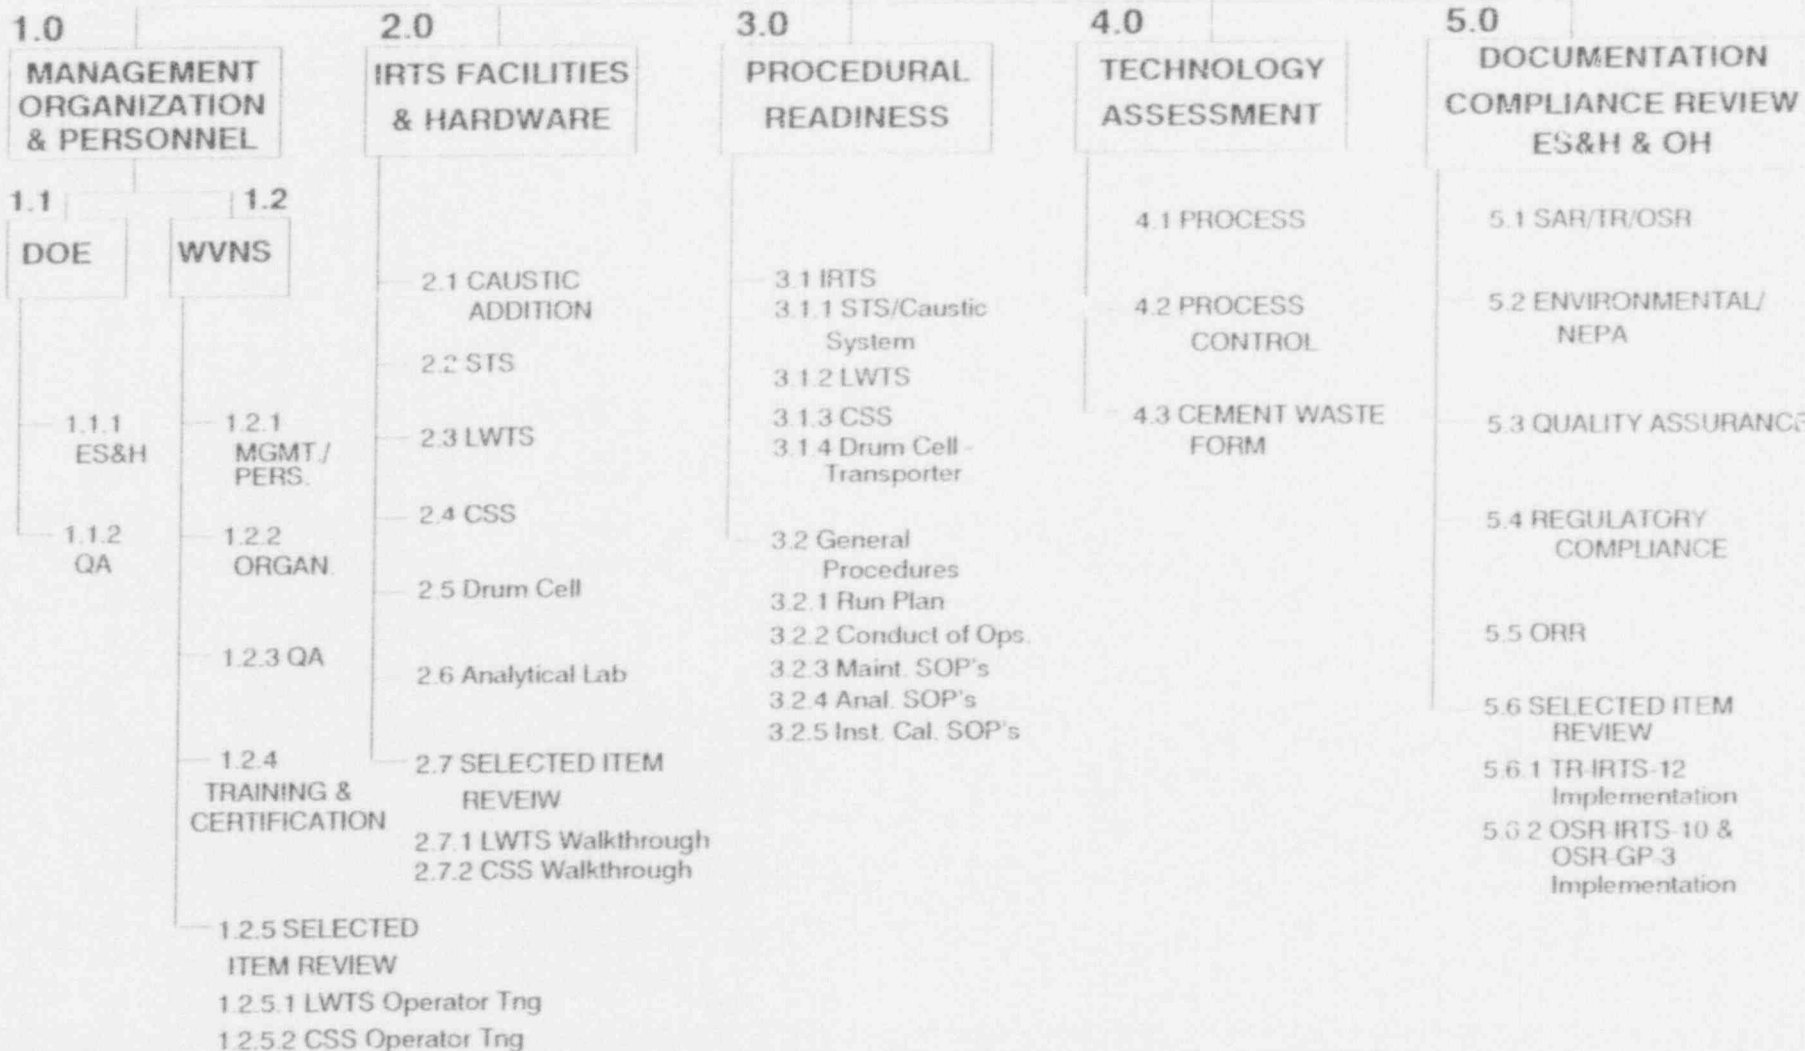 1.0
MANAGEMENT
ORGANIZATION
& PERSONNEL
1.1
DOE
1.1.1
ES&H
1.1.2
QA
1.2
WVNS
1.2.1
MGMT./
PERS.
1.2.2
ORGAN.
1.2.3 QA
1.2.4
TRAINING &
CERTIFICATION
1.2.5 SELECTED
ITEM REVIEW
1.2.5.1 LWTS Operator Tng
1.2.5.2 CSS Operator Tng
2.0
IRTS FACILITIES
& HARDWARE
2.1 CAUSTIC
ADDITION
2.2 STS
2.3 LWTS
2.4 CSS
2.5 Drum Cell
2.6 Analytical Lab
2.7 SELECTED ITEM
REVEIW
2.7.1 LWTS Walkthrough
2.7.2 CSS Walkthrough
3.0
PROCEDURAL
READINESS
3.1 IRTS
3.1.1 STS/Caustic
System
3.1.2 LWTS
3.1.3 CSS
3.1.4 Drum Cell -
Transporter
3.2 General
Procedures
3.2.1 Run Plan
3.2.2 Conduct of Ops.
3.2.3 Maint. SOP's
3.2.4 Anal. SOP's
3.2.5 Inst. Cal. SOP's
4.0
TECHNOLOGY
ASSESSMENT
4.1 PROCESS
4.2 PROCESS
CONTROL
4.3 CEMENT WASTE
FORM
5.0
DOCUMENTATION
COMPLIANCE REVIEW
ES&H & OH
5.1 SAR/TR/OSR
5.2 ENVIRONMENTAL/
NEPA
5.3 QUALITY ASSURANCE
5.4 REGULATORY
COMPLIANCE
5.5 ORR
5.6 SELECTED ITEM
REVIEW
5.6.1 TR-IRTS-12
Implementation
5.6.2 OSR-IRTS-10 &
OSR-GP-3
Implementation